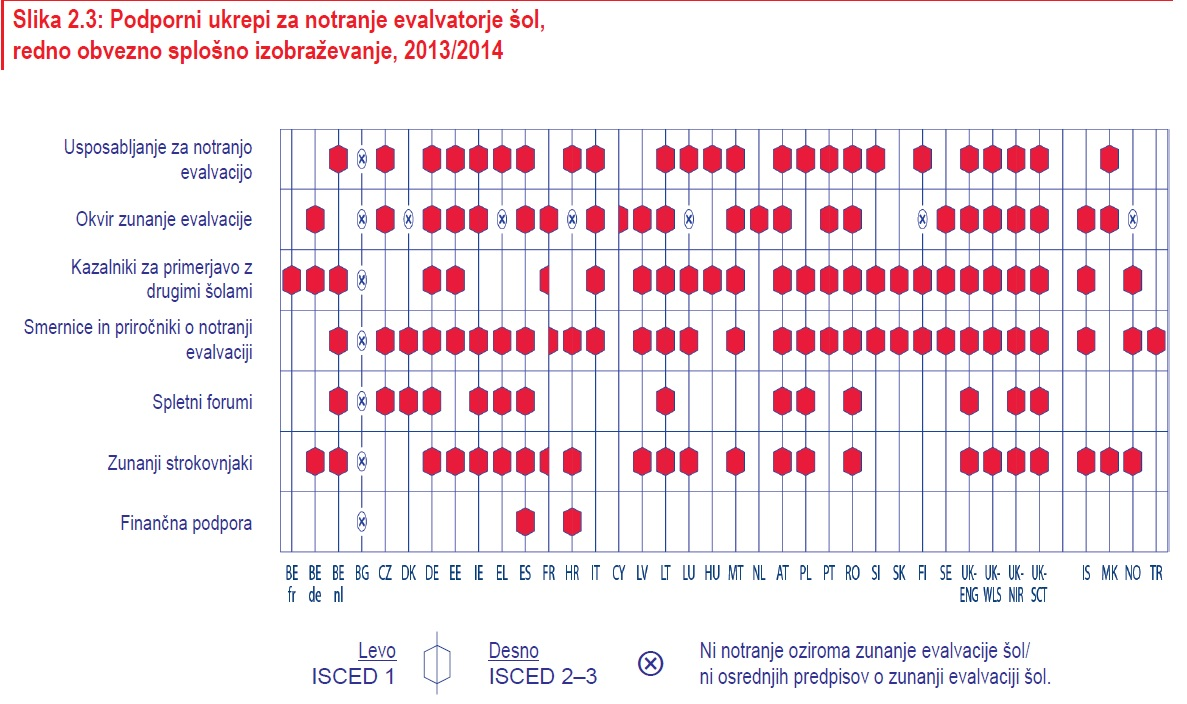 Slika 2.3: Podporni ukrepi za notranje evalvatorje šol,
redno obvezno splošno izobraževanje, 2013/2014
Usposabljanje za notranjo
evalvacijo
Okvir zunanje evalvacije
Kazalniki za primerjavo z
drugimi šolami
Smernice in priročniki o notranji
evalvaciji
Spletni forumi
Zunanji strokovnjaki
Finančna podpora
BE fr BE de BE nl BG CZ DK DE EE IE EL ES FR HR IT CY LV LT LU HU MT NL AT PL PT RO SI SK FI SE UK-ENG UK-WLS UK-NIR UK-SCT IS MK NO TR
Levo
ISCED 1
Desno
ISCED 2–3
Ni notranje oziroma zunanje evalvacije šol/
ni osrednjih predpisov o zunanji evalvaciji šol.